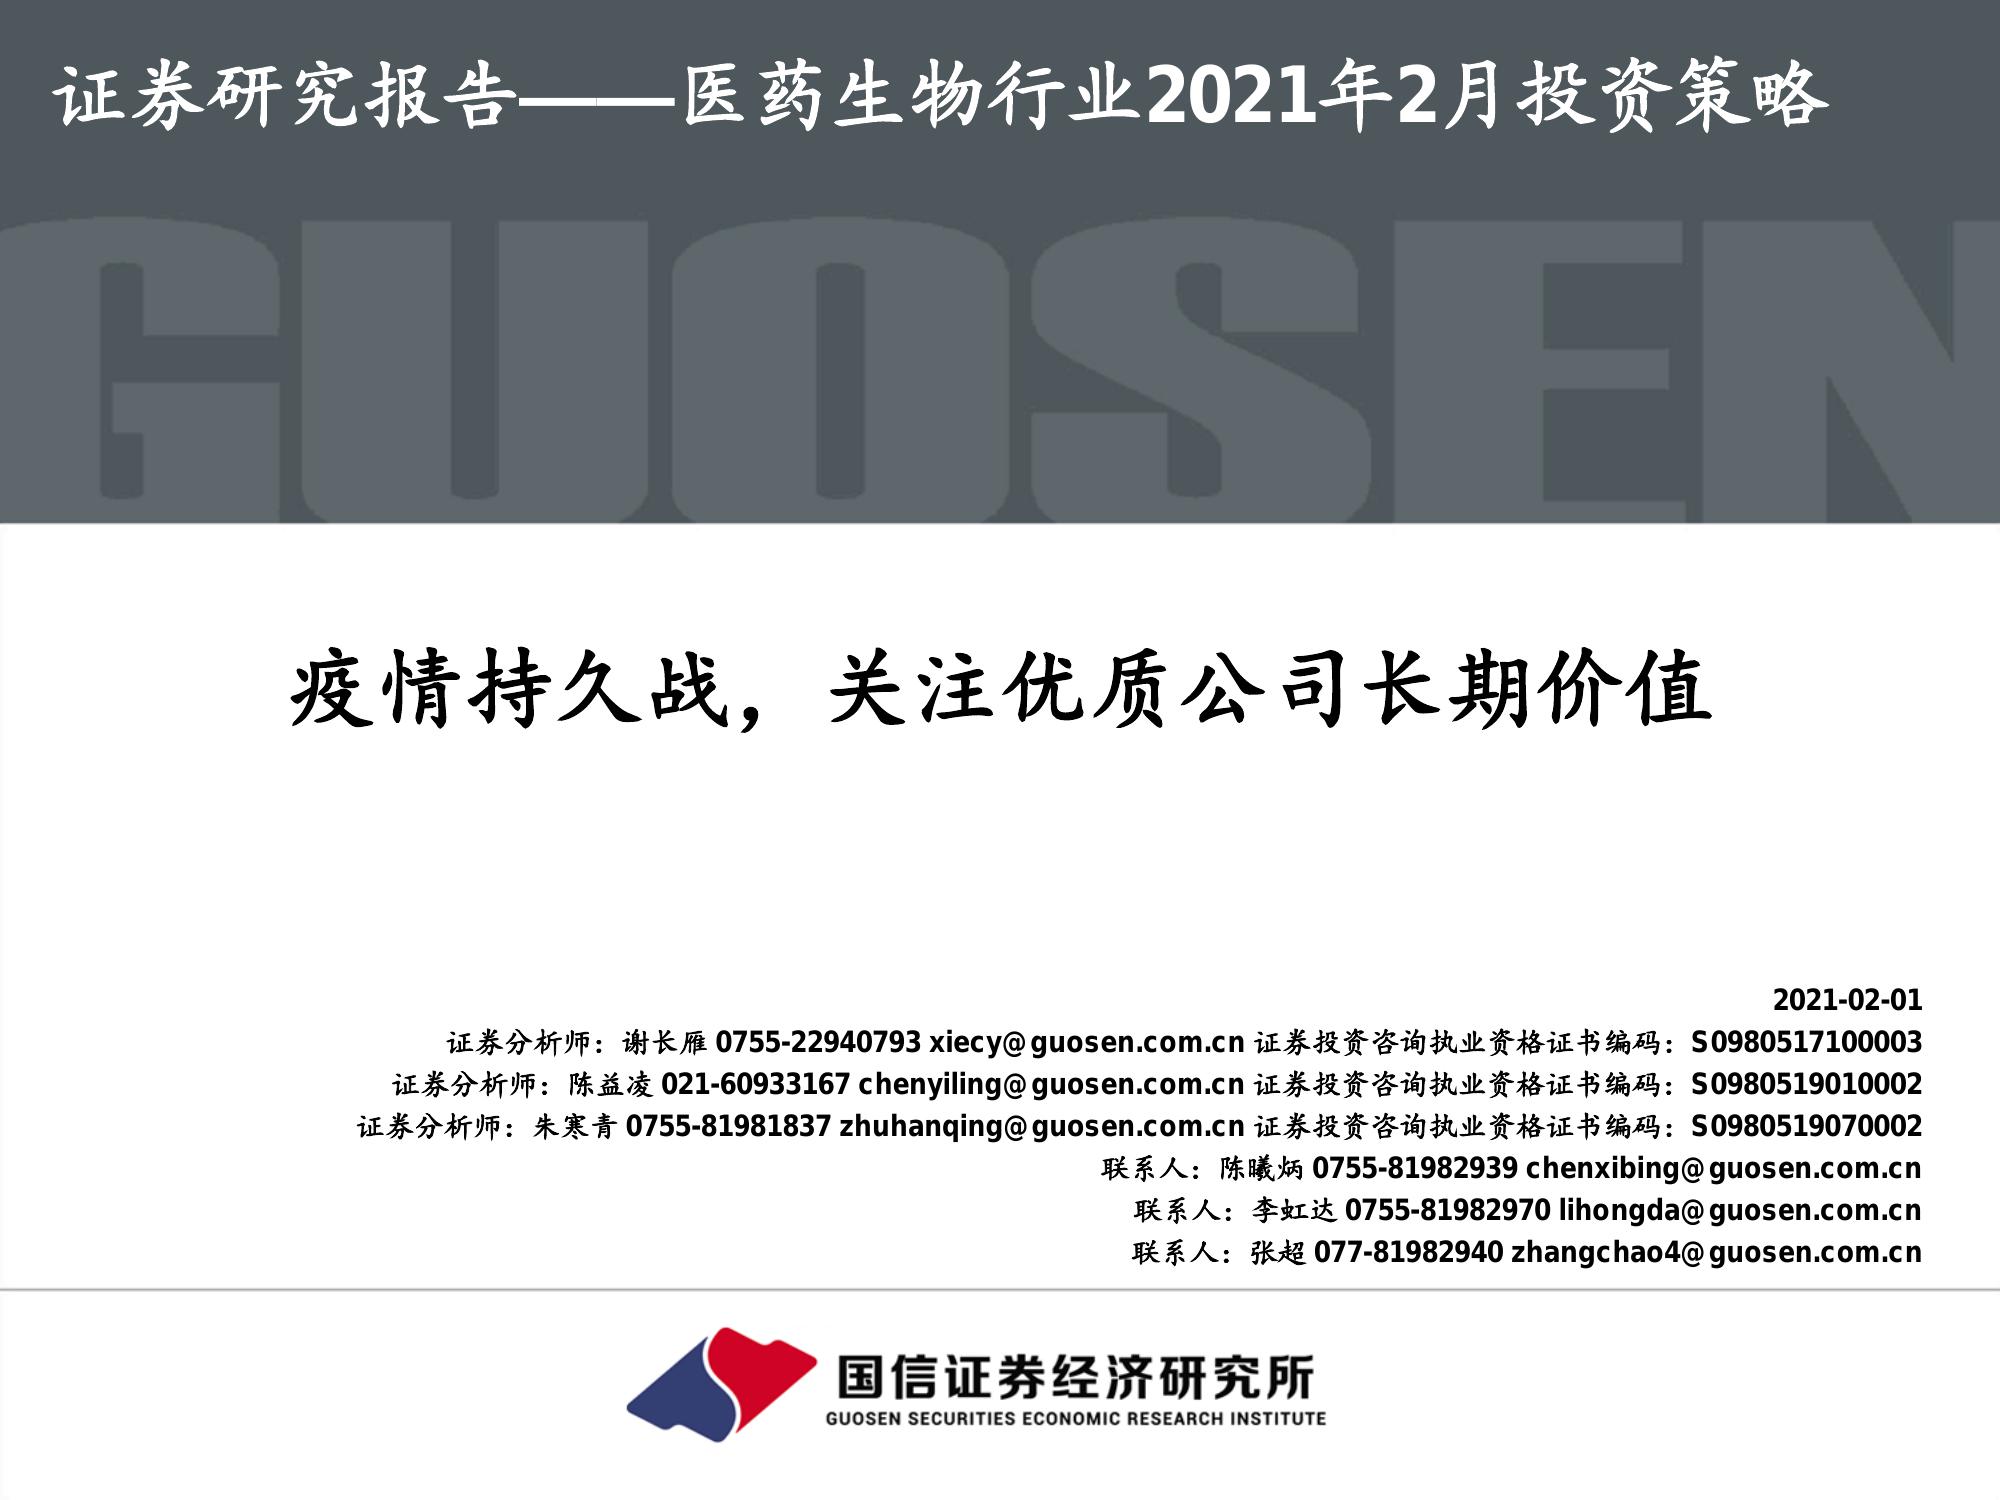 证券研究报告——医药生物行业2021年2月投资策略
GUOSEN
疫情持久战，关注优质公司长期价值
2021-02-01
证券分析师：谢长雁 0755-22940793 xiecy@guosen.com.cn 证券投资咨询执业资格证书编码：S0980517100003
证券分析师：陈益凌 021-60933167 chenyiling@guosen.com.cn 证券投资咨询执业资格证书编码：S0980519010002
证券分析师：朱寒青 0755-81981837 zhuhanqing@guosen.com.cn 证券投资咨询执业资格证书编码：S0980519070002
联系人：陈曦炳 0755-81982939 chenxibing@guosen.com.cn
联系人：李虹达 0755-81982970 lihongda@guosen.com.cn
联系人：张超 077-81982940 zhangchao4@guosen.com.cn
国信证券经济研究所
GUOSEN SECURITIES ECONOMIC RESEARCH INSTITUTE